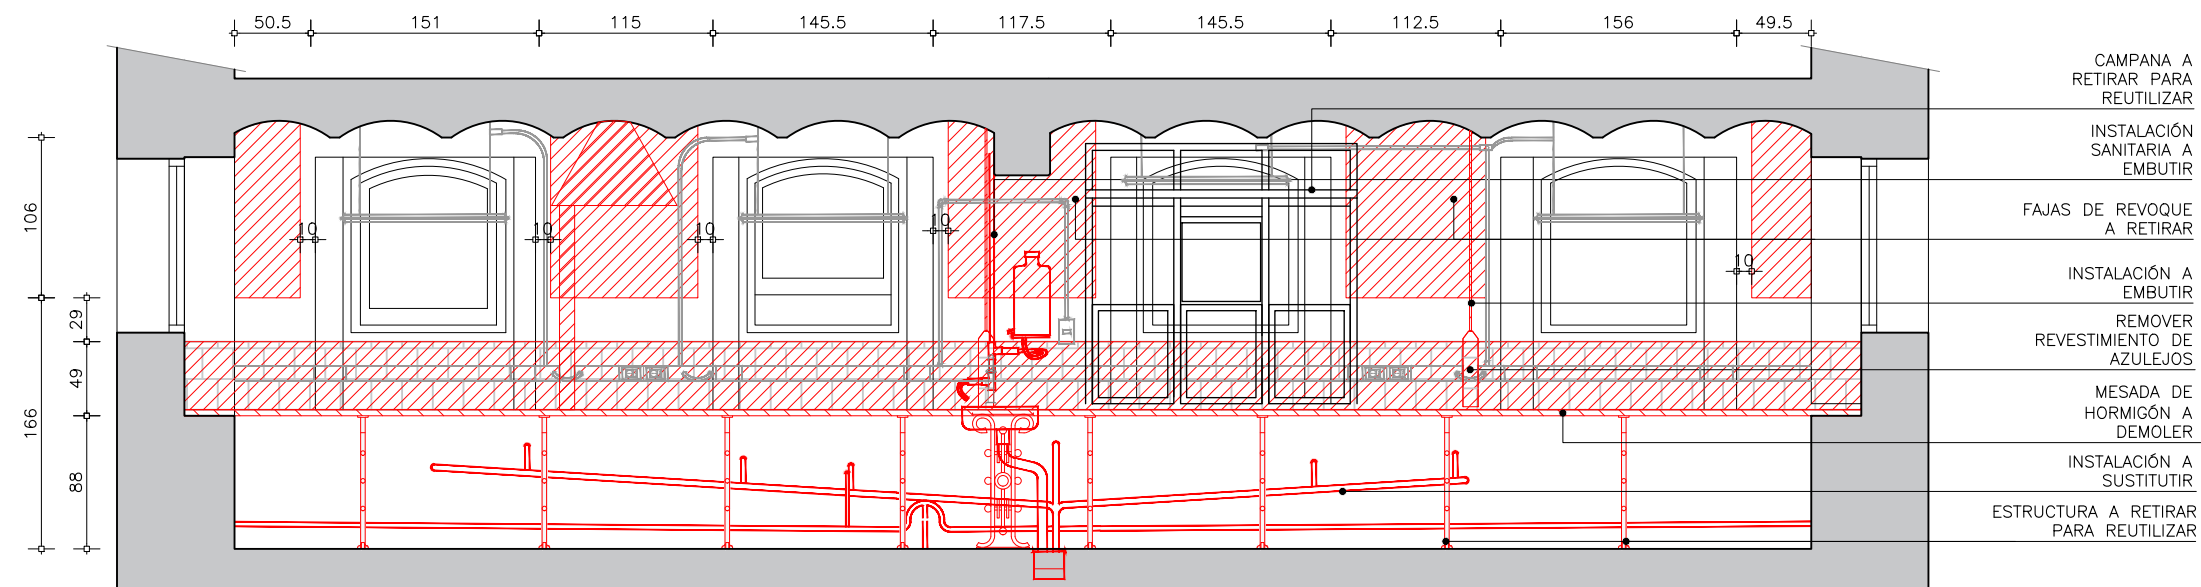 50.5 151 115 145.5 117.5 145.5 112.5 156 49.5
CAMPANA A
RETIRAR PARA
REUTILIZAR
INSTALACIÓN
SANITARIA A
EMBUTIR
FAJAS DE REVOQUE
A RETIRAR
INSTALACIÓN A
EMBUTIR
REMOVER
REVESTIMIENTO DE
AZULEJOS
MESADA DE
HORMIGÓN A
DEMOLER
INSTALACIÓN A
SUSTITUTIR
ESTRUCTURA A RETIRAR
PARA REUTILIZAR
106
166
29
49
88
10
10
10
10
10